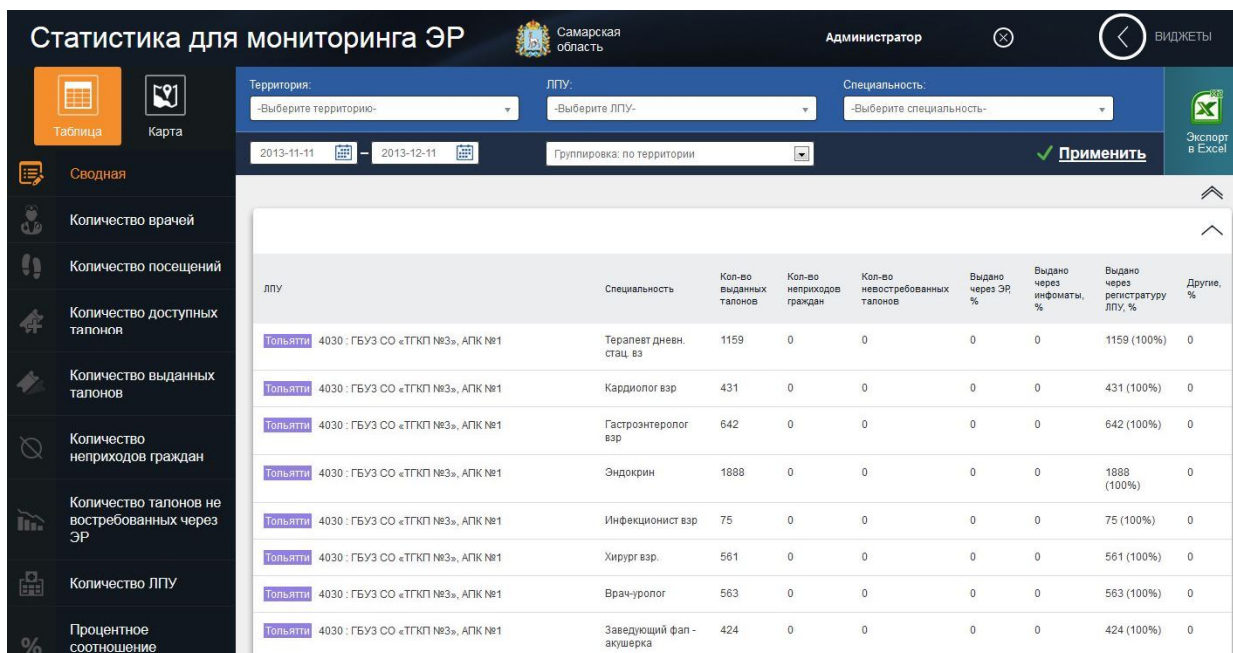 Статистика для мониторинга ЭР
Самарская
область
Администратор
ВИДЖЕТЫ
Таблица
Карта
Территория:
-Выберите территорию-
ЛПУ:
-Выберите ЛПУ-
Специальность:
-Выберите специальность-
2013-11-11 – 2013-12-11
Группировка: по территории
Применить
Экспорт
в Excel
Сводная
Количество врачей
Количество посещений
Количество доступных
талонов
Количество выданных
талонов
Количество
неприходов граждан
Количество талонов не
востребованных через
ЭР
Количество ЛПУ
%
Процентное
соотношение
ЛПУ
Специальность
Кол-во
выданных
талонов
Кол-во
неприходов
граждан
Кол-во
невостребованных
талонов
Выдано
через ЭР,
%
Выдано
через
инфоматы,
%
Выдано
через
регистратуру
ЛПУ, %
Другие,
%
Тольятти 4030 : ГБУЗ СО «ТГКП №3», АПК №1 Терапевт дневн. 1159 0 0 0 0 1159 (100%) 0
стац. вз
Тольятти 4030 : ГБУЗ СО «ТГКП №3», АПК №1 Кардиолог взр 431 0 0 0 0 431 (100%) 0
Тольятти 4030 : ГБУЗ СО «ТГКП №3», АПК №1 Гастроэнтеролог 642 0 0 0 0 642 (100%) 0
взр
Тольятти 4030 : ГБУЗ СО «ТГКП №3», АПК №1 Эндокрин 1888 0 0 0 0 1888 0
(100%)
Тольятти 4030 : ГБУЗ СО «ТГКП №3», АПК №1 Инфекционист взр 75 0 0 0 0 75 (100%) 0
Тольятти 4030 : ГБУЗ СО «ТГКП №3», АПК №1 Хирург взр. 561 0 0 0 0 561 (100%) 0
Тольятти 4030 : ГБУЗ СО «ТГКП №3», АПК №1 Врач-уролог 563 0 0 0 0 563 (100%) 0
Тольятти 4030 : ГБУЗ СО «ТГКП №3», АПК №1 Заведующий фап - 424 0 0 0 0 424 (100%) 0
акушерка